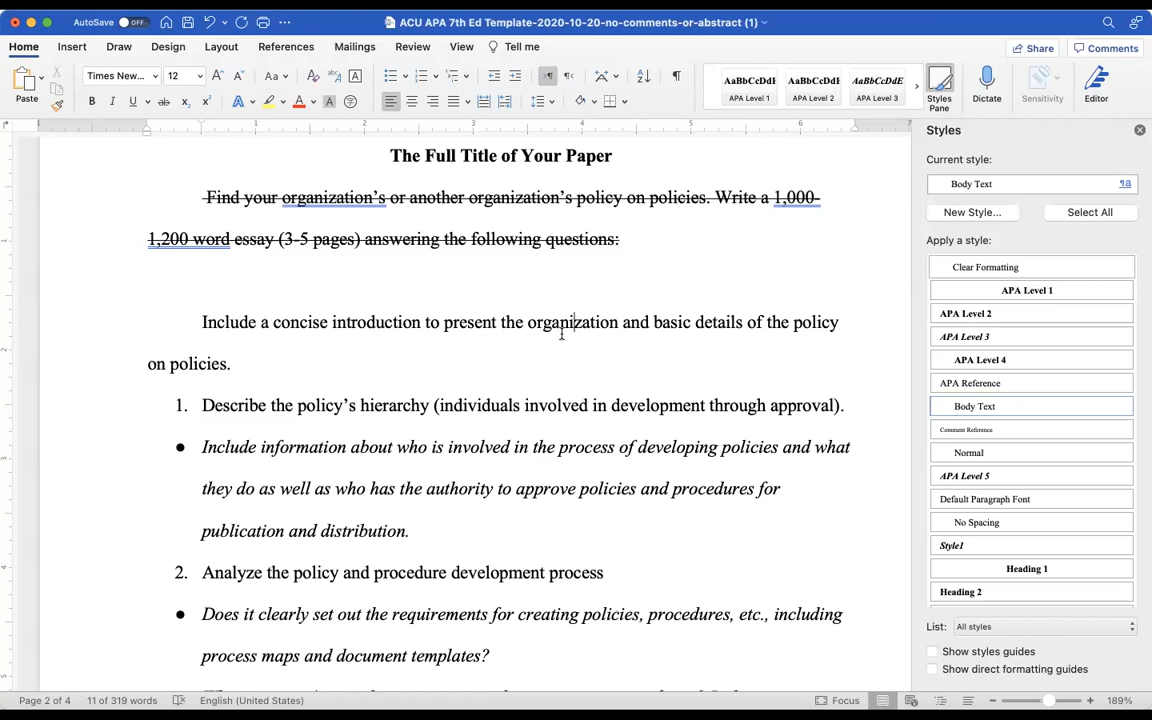 AutoSave OFF ACU APA 7th Ed Template-2020-10-20-no-comments-or-abstract (1)
Home Insert Draw Design Layout References Mailings Review View Tell me Share Comments
Paste Times New... 12 Aa
AaBbCcDdI AaBbCcDdI AaBbCcDdE
APA Level 1 APA Level 2 APA Level 3 Styles Pane Dictate Sensitivity Editor
1 1 2 3 4 5 6 7
The Full Title of Your Paper
Find your organization's or another organization's policy on policies. Write a 1,000-
1,200 word essay (3-5 pages) answering the following questions:
Include a concise introduction to present the organization and basic details of the policy
on policies.
1. Describe the policy's hierarchy (individuals involved in development through approval).
● Include information about who is involved in the process of developing policies and what
they do as well as who has the authority to approve policies and procedures for
publication and distribution.
2. Analyze the policy and procedure development process
● Does it clearly set out the requirements for creating policies, procedures, etc., including
process maps and document templates?
Styles
Current style:
Body Text
New Style... Select All
Apply a style:
Clear Formatting
APA Level 1
APA Level 2
APA Level 3
APA Level 4
APA Reference
Body Text
Comment Reference
Normal
APA Level 5
Default Paragraph Font
No Spacing
Style1
Heading 1
Heading 2
List: All styles
Show styles guides
Show direct formatting guides
Page 2 of 4 11 of 319 words English (United States) Focus 189%